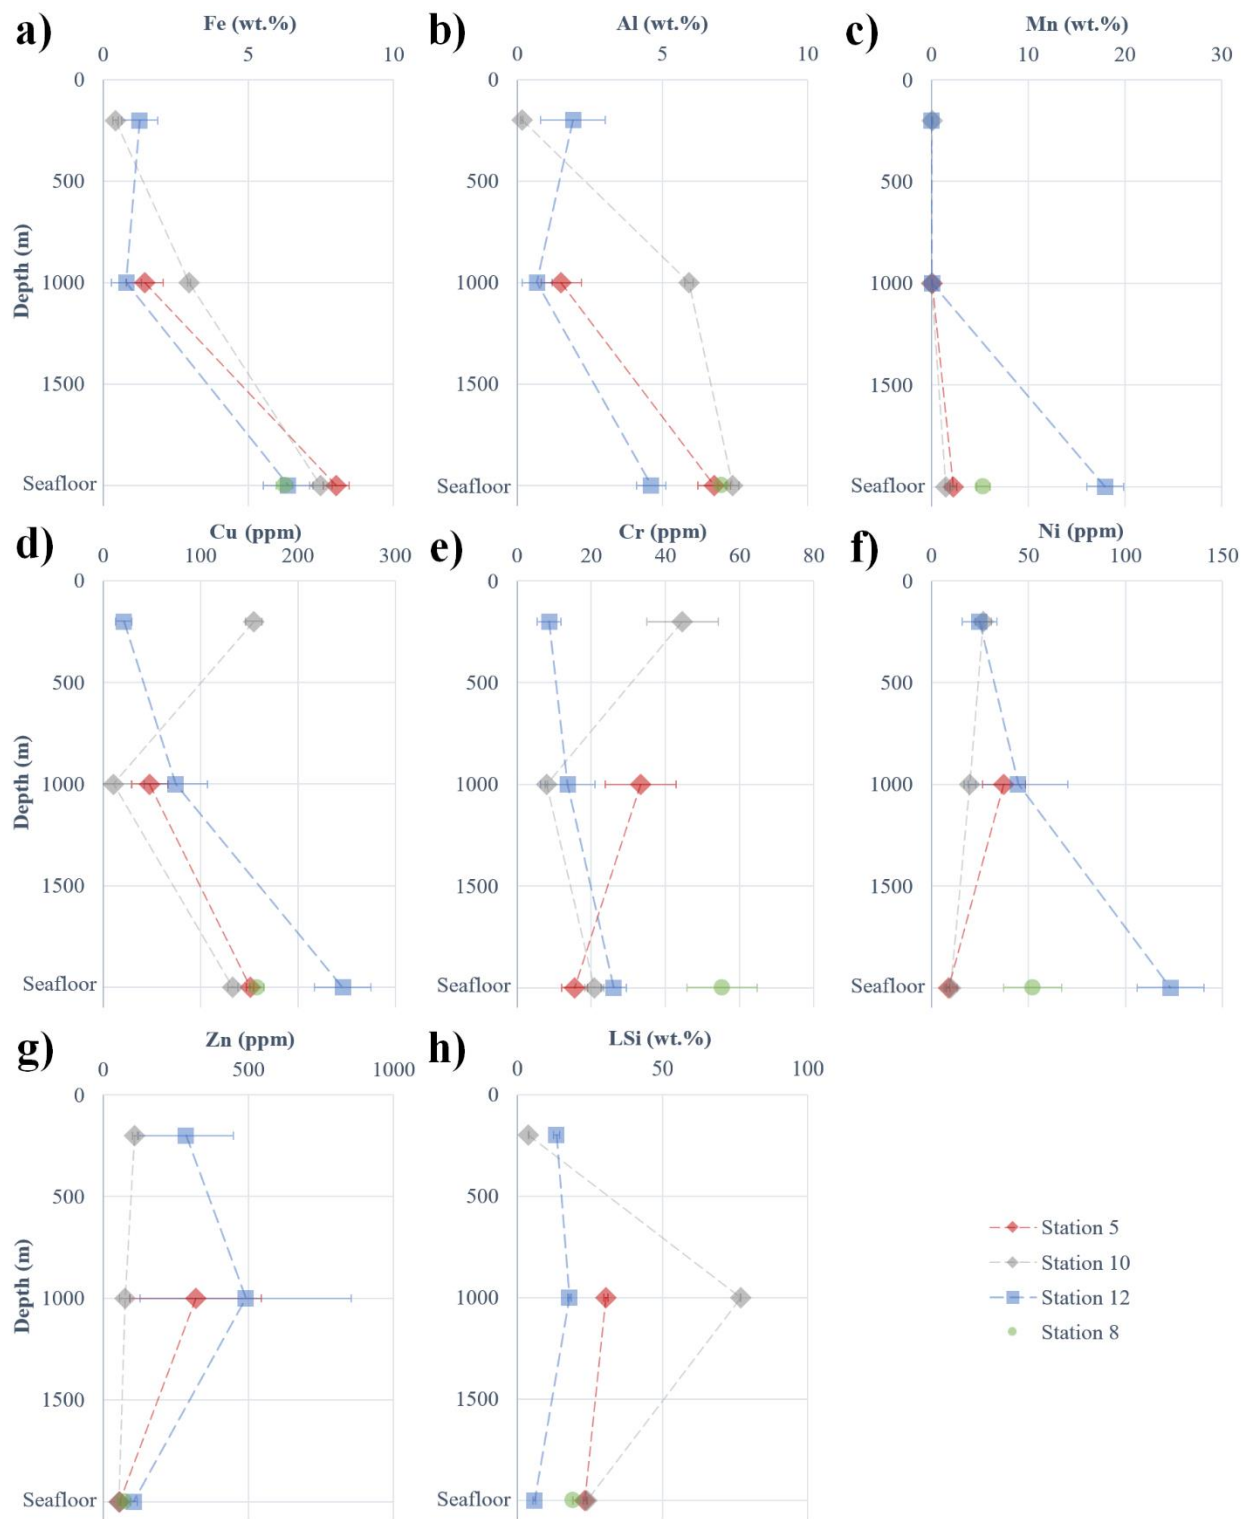 a)
Fe (wt.%)
0 5 10
0
500
1000
1500
Seafloor
Depth (m)
b)
Al (wt.%)
0 5 10
0
500
1000
1500
Seafloor
c)
Mn (wt.%)
0 10 20 30
0
500
1000
1500
Seafloor
d)
Cu (ppm)
0 100 200 300
0
500
1000
1500
Seafloor
Depth (m)
e)
Cr (ppm)
0 20 40 60 80
0
500
1000
1500
Seafloor
f)
Ni (ppm)
0 50 100 150
0
500
1000
1500
Seafloor
g)
Zn (ppm)
0 500 1000
0
500
1000
1500
Seafloor
Depth (m)
h)
LSi (wt.%)
0 50 100
0
500
1000
1500
Seafloor
Station 5
Station 10
Station 12
Station 8